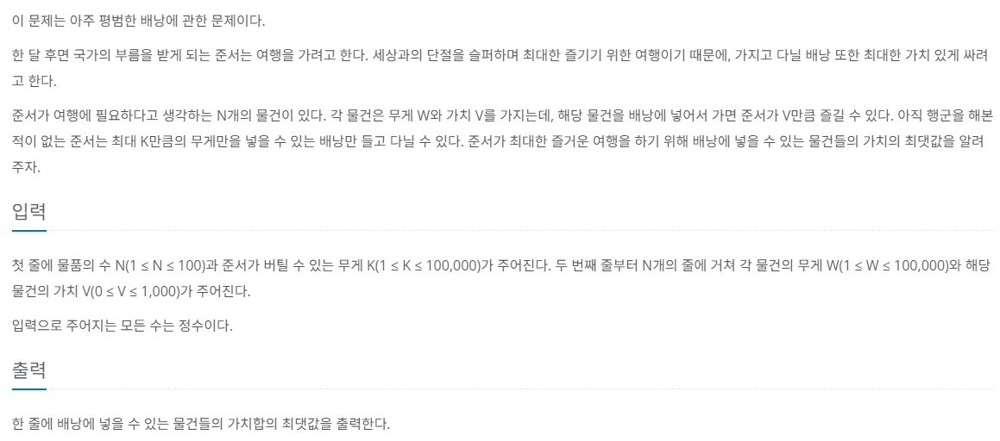 이 문제는 아주 평범한 배낭에 관한 문제이다.
한 달 후면 국가의 부름을 받게 되는 준서는 여행을 가려고 한다. 세상과의 단절을 슬퍼하며 최대한 즐기기 위한 여행이기 때문에, 가지고 다닐 배낭 또한 최대한 가치 있게 싸려
고 한다.
준서가 여행에 필요하다고 생각하는 N개의 물건이 있다. 각 물건은 무게 W와 가치 V를 가지는데, 해당 물건을 배낭에 넣어서 가면 준서가 V만큼 즐길 수 있다. 아직 행군을 해본
적이 없는 준서는 최대 K만큼의 무게만을 넣을 수 있는 배낭만 들고 다닐 수 있다. 준서가 최대한 즐거운 여행을 하기 위해 배낭에 넣을 수 있는 물건들의 가치의 최댓값을 알려
주자.
입력
첫 줄에 물품의 수 N(1 ≤ N ≤ 100)과 준서가 버틸 수 있는 무게 K(1 ≤ K ≤ 100,000)가 주어진다. 두 번째 줄부터 N개의 줄에 거쳐 각 물건의 무게 W(1 ≤ W ≤ 100,000)와 해당
물건의 가치 V(0 ≤ V ≤ 1,000)가 주어진다.
입력으로 주어지는 모든 수는 정수이다.
출력
한 줄에 배낭에 넣을 수 있는 물건들의 가치합의 최댓값을 출력한다.